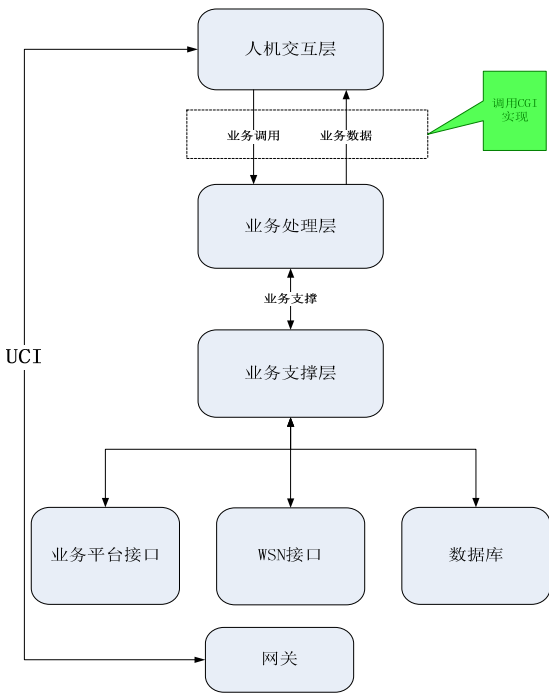 人机交互层
调用CGI
实现
业务调用
业务数据
业务处理层
业务支撑
UCI
业务支撑层
业务平台接口
WSN接口
数据库
网关